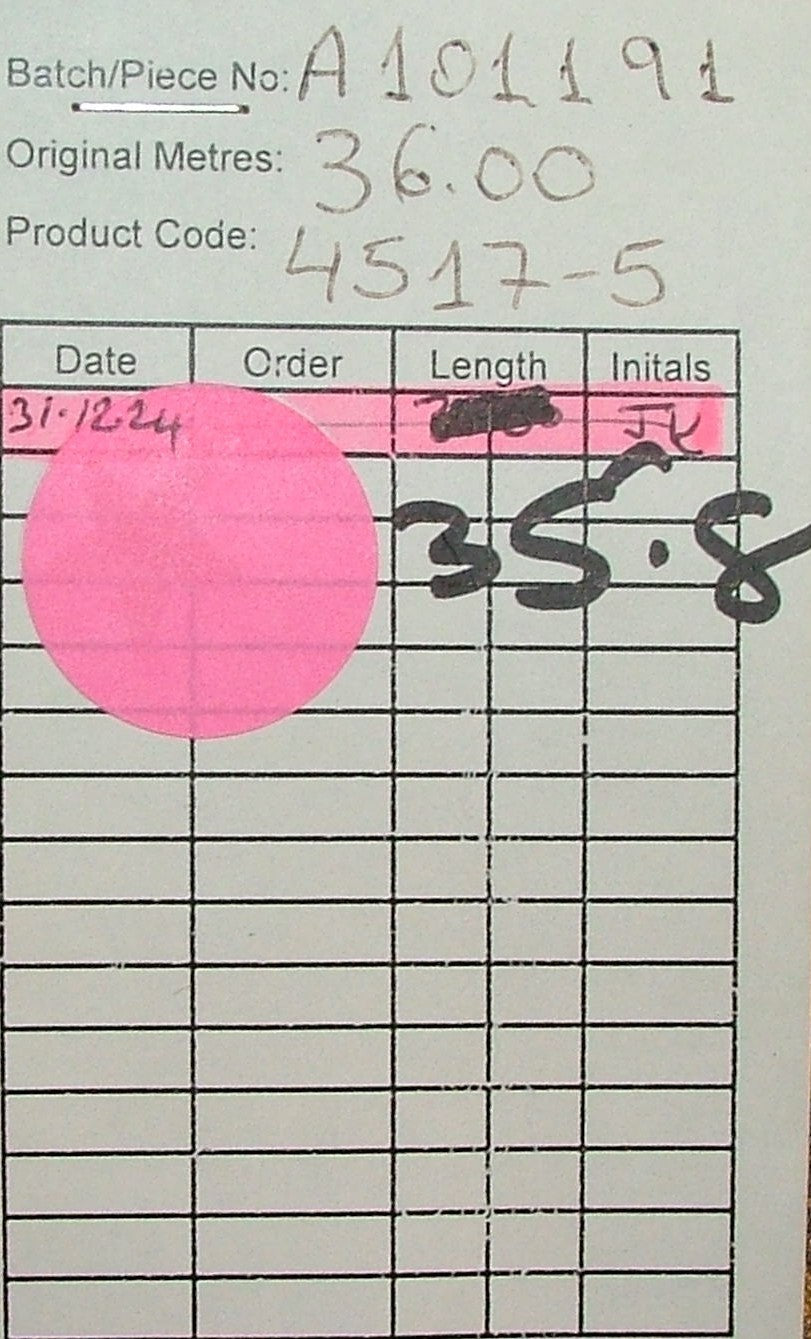 Batch/Piece No: A101191
Original Metres: 36.00
Product Code: 4517-5
Date Order Length Initals
31.12.24 JK
35.8